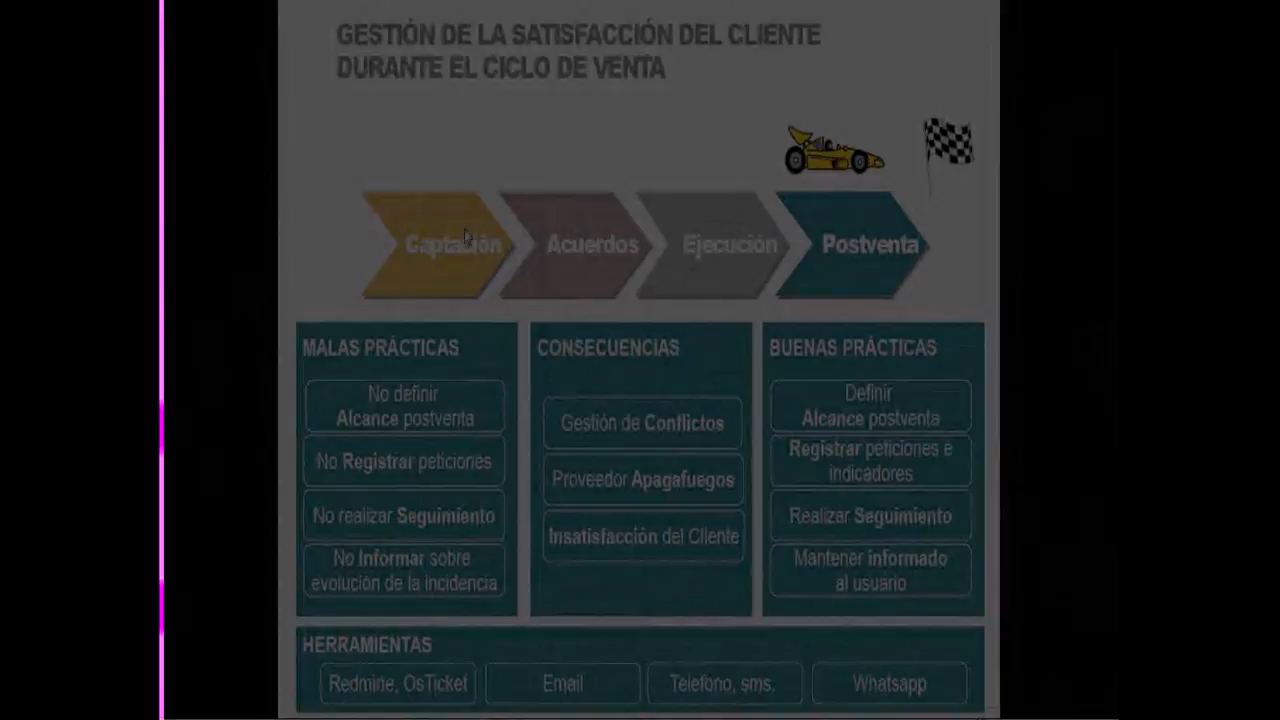 GESTIÓN DE LA SATISFACCIÓN DEL CLIENTE
DURANTE EL CICLO DE VENTA
Captación
Acuerdos
Ejecución
Postventa
MALAS PRÁCTICAS
No definir
Alcance postventa
No Registrar peticiones
No realizar Seguimiento
No Informar sobre
evolución de la incidencia
CONSECUENCIAS
Gestión de Conflictos
Proveedor Apagafuegos
Insatisfacción del Cliente
BUENAS PRÁCTICAS
Definir
Alcance postventa
Registrar peticiones e
indicadores
Realizar Seguimiento
Mantener informado
al usuario
HERRAMIENTAS
Redmine, OsTicket
Email
Telefono, sms.
Whatsapp